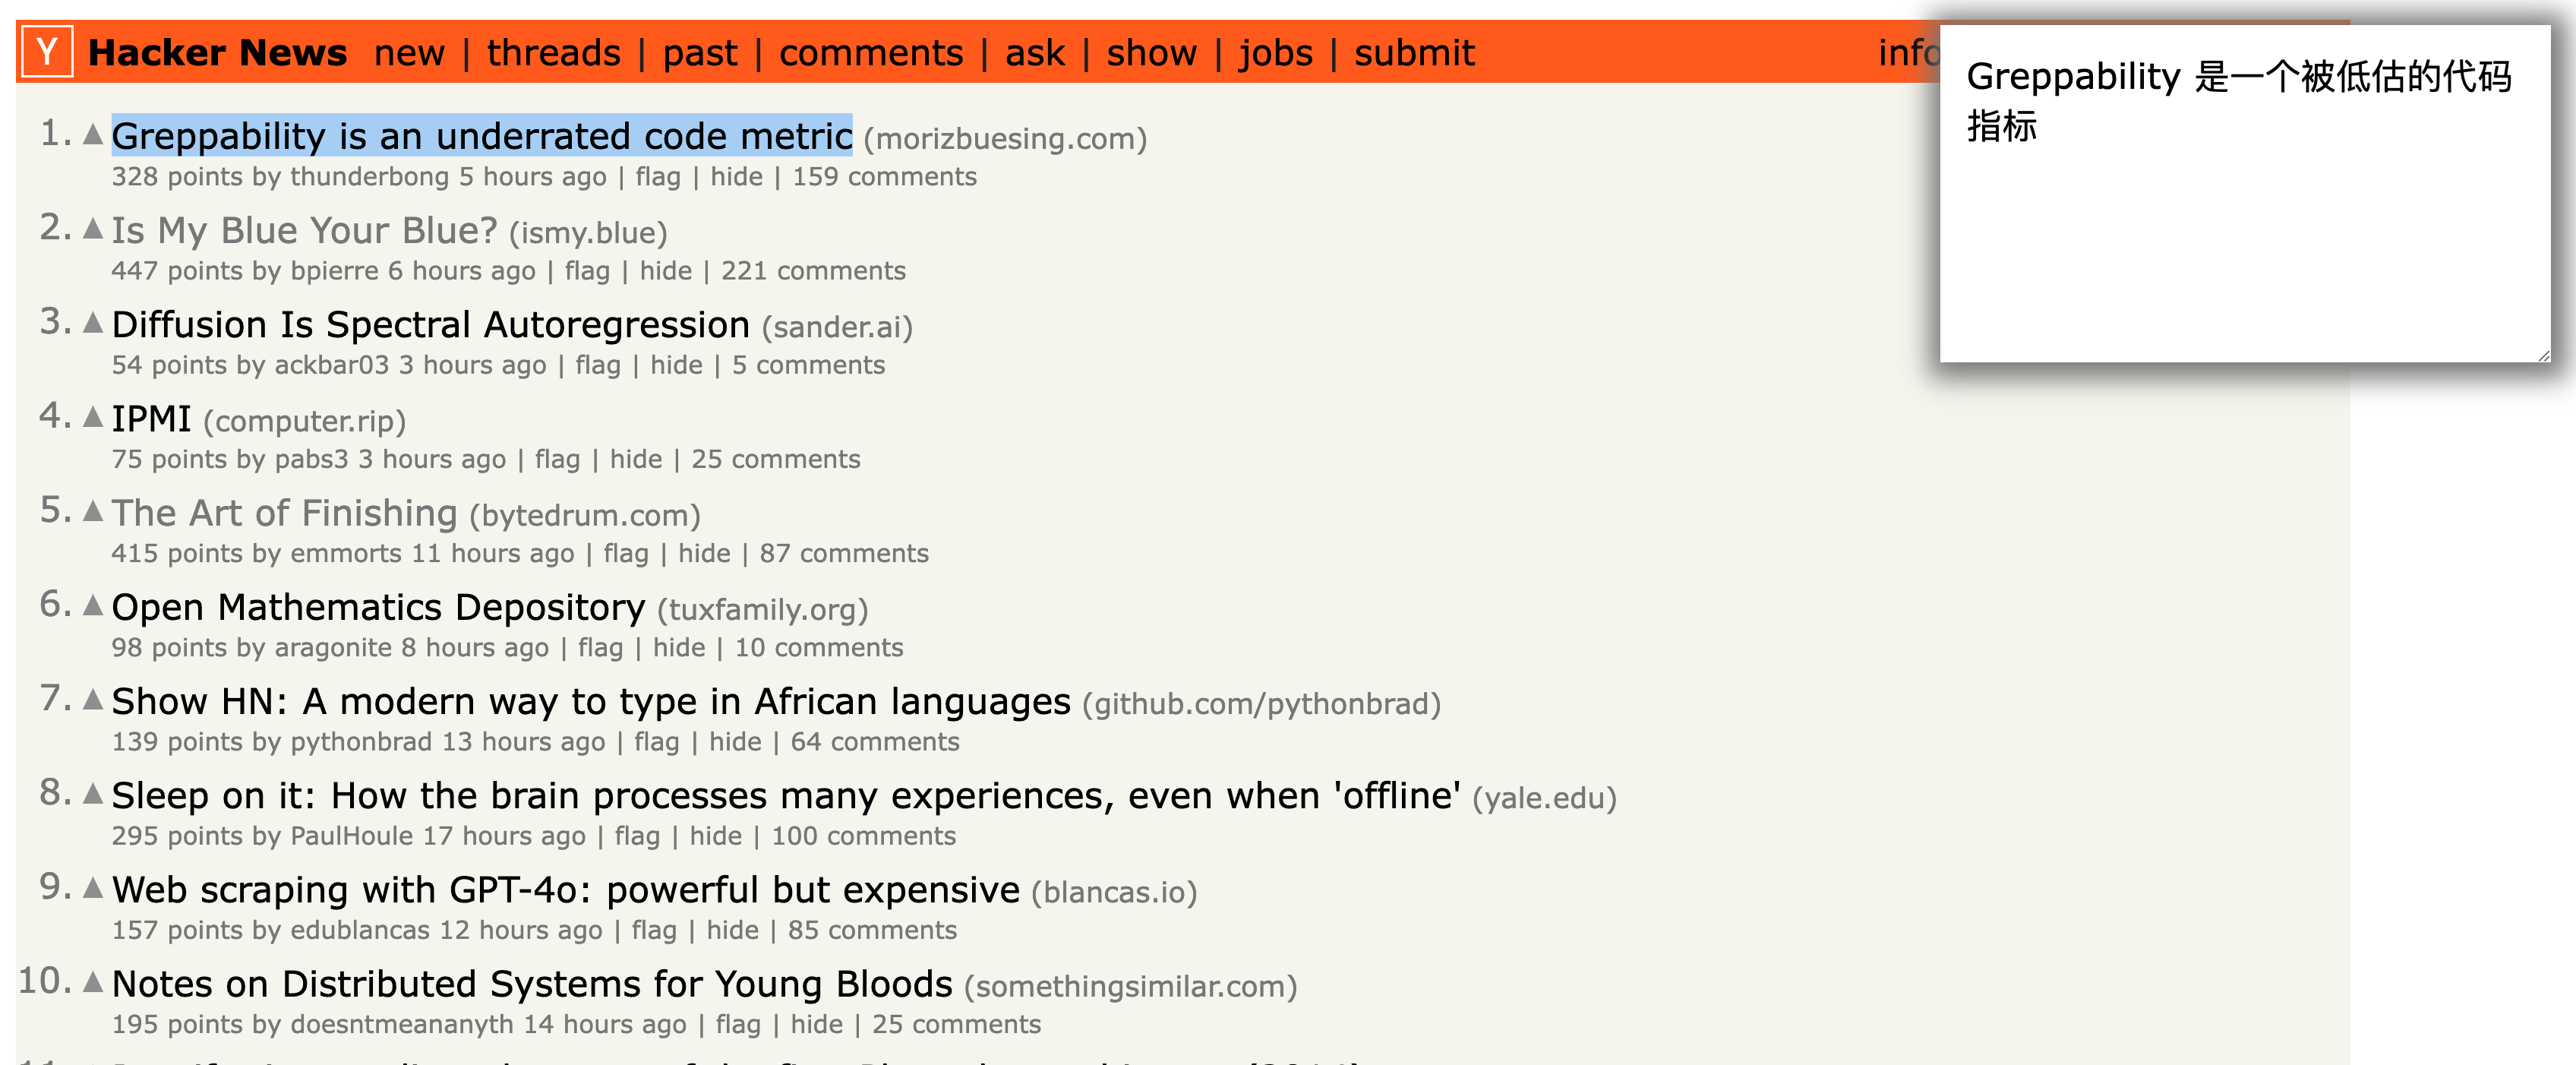 Y Hacker News new | threads | past | comments | ask | show | jobs | submit
Greppability 是一个被低估的代码
指标
1. ▲ Greppability is an underrated code metric (morizbuesing.com)
328 points by thunderbong 5 hours ago | flag | hide | 159 comments
2. ▲ Is My Blue Your Blue? (ismy.blue)
447 points by bpierre 6 hours ago | flag | hide | 221 comments
3. ▲ Diffusion Is Spectral Autoregression (sander.ai)
54 points by ackbar03 3 hours ago | flag | hide | 5 comments
4. ▲ IPMI (computer.rip)
75 points by pabs3 3 hours ago | flag | hide | 25 comments
5. ▲ The Art of Finishing (bytedrum.com)
415 points by emmorts 11 hours ago | flag | hide | 87 comments
6. ▲ Open Mathematics Depository (tuxfamily.org)
98 points by aragonite 8 hours ago | flag | hide | 10 comments
7. ▲ Show HN: A modern way to type in African languages (github.com/pythonbrad)
139 points by pythonbrad 13 hours ago | flag | hide | 64 comments
8. ▲ Sleep on it: How the brain processes many experiences, even when 'offline' (yale.edu)
295 points by PaulHoule 17 hours ago | flag | hide | 100 comments
9. ▲ Web scraping with GPT-4o: powerful but expensive (blancas.io)
157 points by edublancas 12 hours ago | flag | hide | 85 comments
10. ▲ Notes on Distributed Systems for Young Bloods (somethingsimilar.com)
195 points by doesntmeananyth 14 hours ago | flag | hide | 25 comments